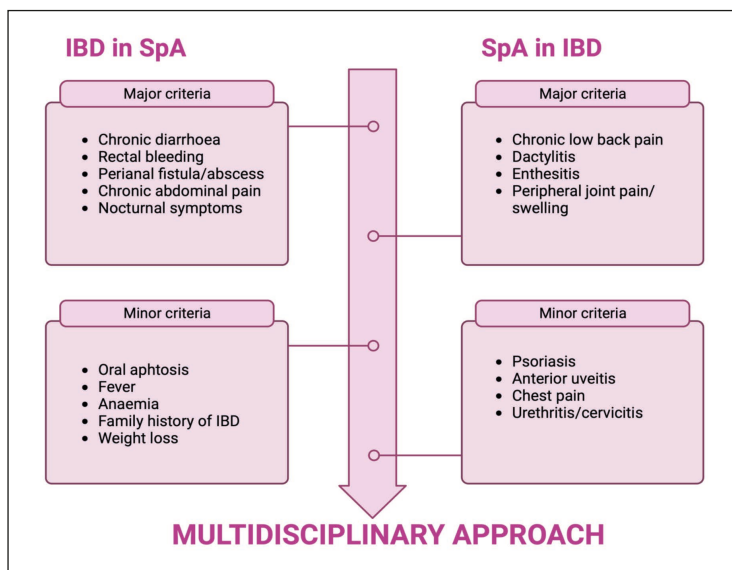 IBD in SpA
Major criteria
• Chronic diarrhoea
• Rectal bleeding
• Perianal fistula/abscess
• Chronic abdominal pain
• Nocturnal symptoms
SpA in IBD
Major criteria
• Chronic low back pain
• Dactylitis
• Enthesitis
• Peripheral joint pain/
swelling
Minor criteria
• Oral aphtosis
• Fever
• Anaemia
• Family history of IBD
• Weight loss
Minor criteria
• Psoriasis
• Anterior uveitis
• Chest pain
• Urethritis/cervicitis
MULTIDISCIPLINARY APPROACH